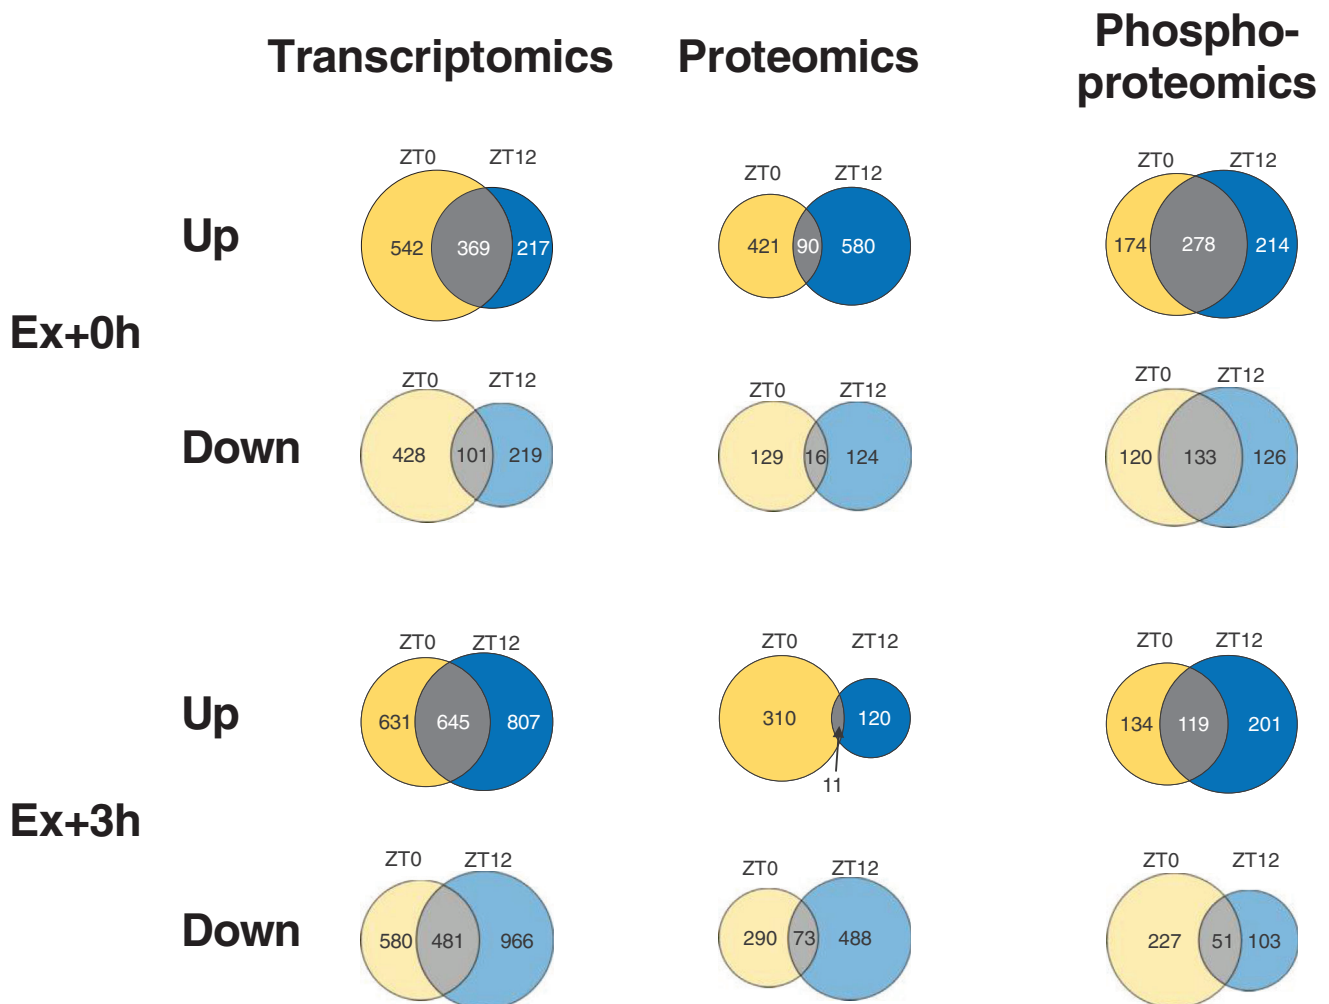 Transcriptomics Proteomics Phospho-
proteomics
ZT0 ZT12 ZT0 ZT12 ZT0 ZT12
Up 542 369 217 421 90 580 174 278 214
Ex+0h
ZT0 ZT12 ZT0 ZT12 ZT0 ZT12
Down 428 101 219 129 16 124 120 133 126
ZT0 ZT12 ZT0 ZT12 ZT0 ZT12
Up 631 645 807 310 120 134 119 201
11
Ex+3h
ZT0 ZT12 ZT0 ZT12 ZT0 ZT12
Down 580 481 966 290 73 488 227 51 103